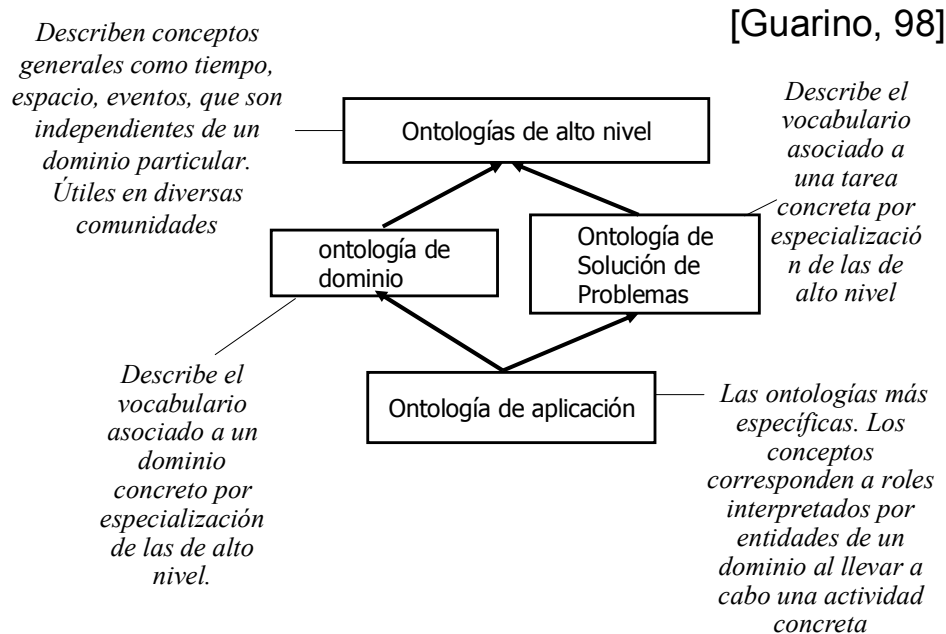 [Guarino, 98]
Describen conceptos
generales como tiempo,
espacio, eventos, que son
independientes de un
dominio particular.
Útiles en diversas
comunidades
Ontologías de alto nivel
Describe el
vocabulario
asociado a
una tarea
concreta por
especializació
n de las de
alto nivel
ontología de
dominio
Ontología de
Solución de
Problemas
Describe el
vocabulario
asociado a un
dominio
concreto por
especialización
de las de alto
nivel.
Ontología de aplicación
Las ontologías más
específicas. Los
conceptos
corresponden a roles
interpretados por
entidades de un
dominio al llevar a
cabo una actividad
concreta